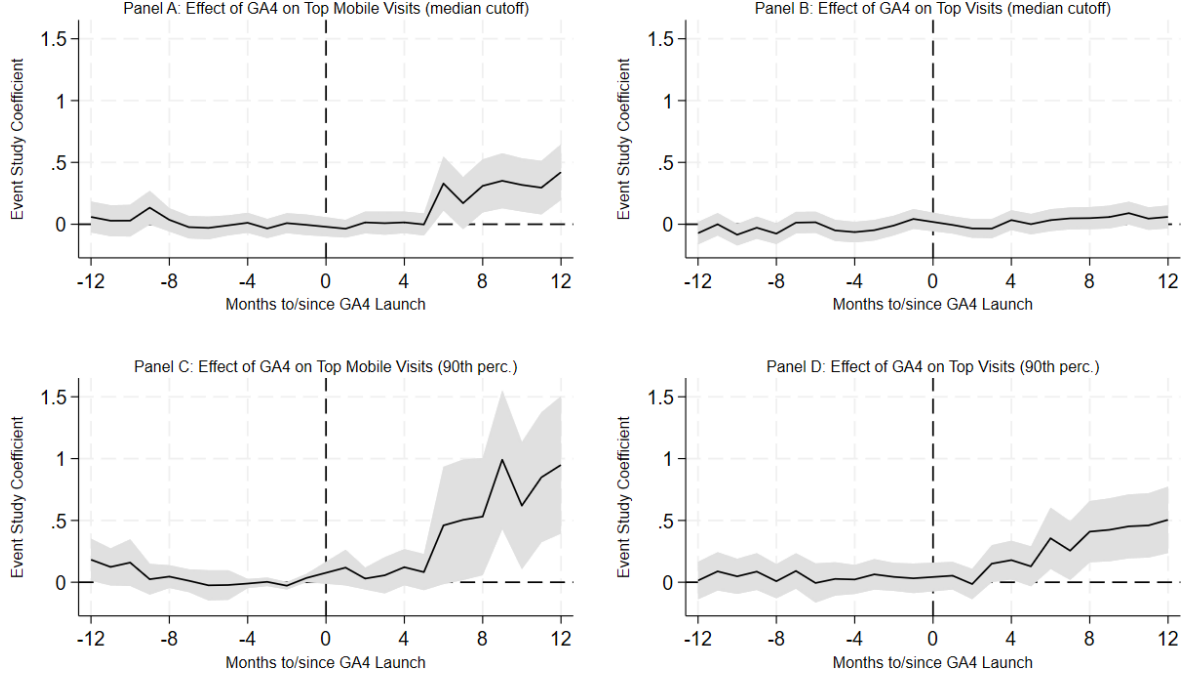 Panel A: Effect of GA4 on Top Mobile Visits (median cutoff)
Event Study Coefficient
1.5
1
.5
0
-12 -8 -4 0 4 8 12
Months to/since GA4 Launch
Panel B: Effect of GA4 on Top Visits (median cutoff)
Event Study Coefficient
1.5
1
.5
0
-12 -8 -4 0 4 8 12
Months to/since GA4 Launch
Panel C: Effect of GA4 on Top Mobile Visits (90th perc.)
Event Study Coefficient
1.5
1
.5
0
-12 -8 -4 0 4 8 12
Months to/since GA4 Launch
Panel D: Effect of GA4 on Top Visits (90th perc.)
Event Study Coefficient
1.5
1
.5
0
-12 -8 -4 0 4 8 12
Months to/since GA4 Launch